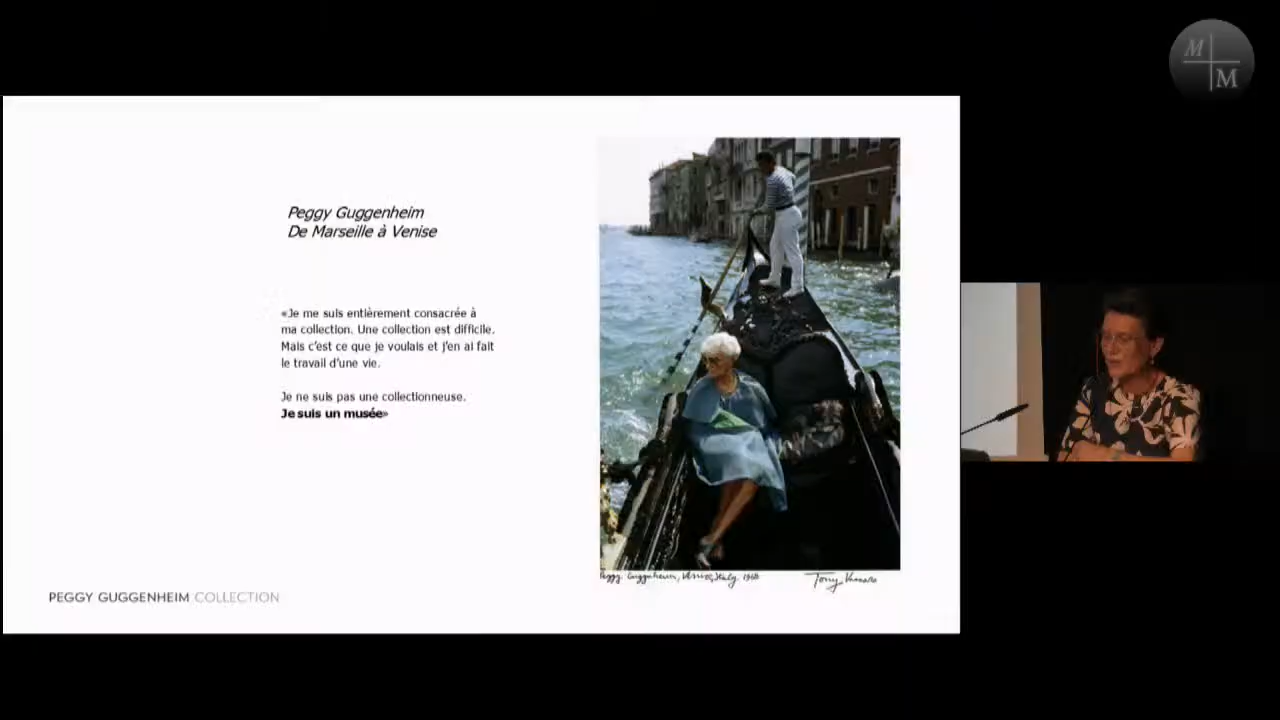 M
M
Peggy Guggenheim
De Marseille à Venise
«Je me suis entièrement consacrée à
ma collection. Une collection est difficile.
Mais c'est ce que je voulais et j'en ai fait
le travail d'une vie.
Je ne suis pas une collectionneuse.
Je suis un musée»
Peggy Guggenheim, Venice, Italy. 1968
Tony Vaccaro
PEGGY GUGGENHEIM COLLECTION